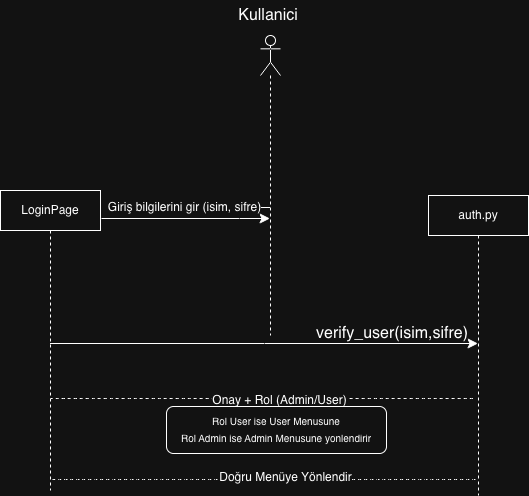 Kullanici
LoginPage
Giriş bilgilerini gir (isim, sifre)
auth.py
verify_user(isim,sifre)
Onay + Rol (Admin/User)
Rol User ise User Menusune
Rol Admin ise Admin Menusune yonlendirir
Doğru Menüye Yönlendir